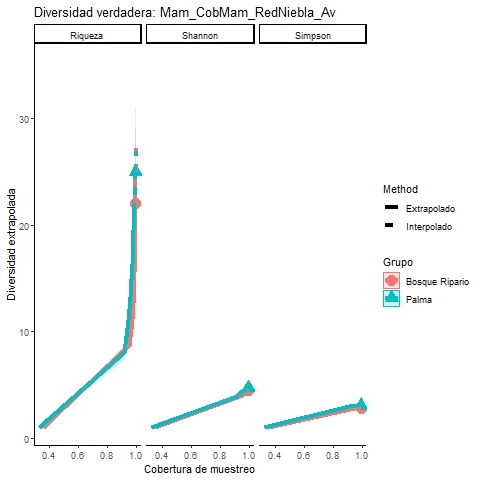 Diversidad verdadera: Mam_CobMam_RedNiebla_Av
Riqueza Shannon Simpson
30
20
10
0
Diversidad extrapolada
0.4 0.6 0.8 1.0 0.4 0.6 0.8 1.0 0.4 0.6 0.8 1.0
Cobertura de muestreo
Method
Extrapolado
Interpolado
Grupo
Bosque Ripario
Palma